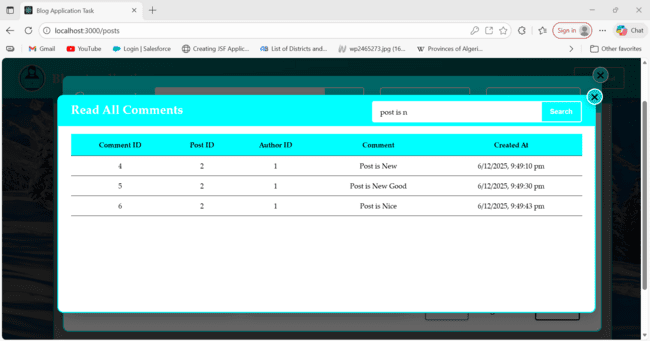 Blog Application Task
localhost:3000/posts
Sign in
Chat
Gmail
YouTube
Login | Salesforce
Creating JSF Applic...
List of Districts and...
wp2465273.jpg (16...
Provinces of Algeri...
Other favorites
Read All Comments
post is n
Search
Comment ID Post ID Author ID Comment Created At
4 2 1 Post is New 6/12/2025, 9:49:10 pm
5 2 1 Post is New Good 6/12/2025, 9:49:30 pm
6 2 1 Post is Nice 6/12/2025, 9:49:43 pm